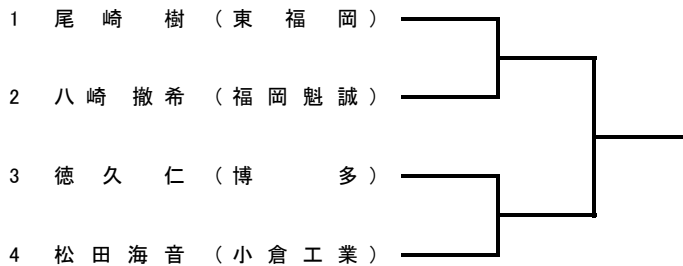 1 尾崎 樹 (東福岡)
2 八崎 撤希 (福岡魁誠)
3 徳久 仁 (博多)
4 松田海音 (小倉工業)